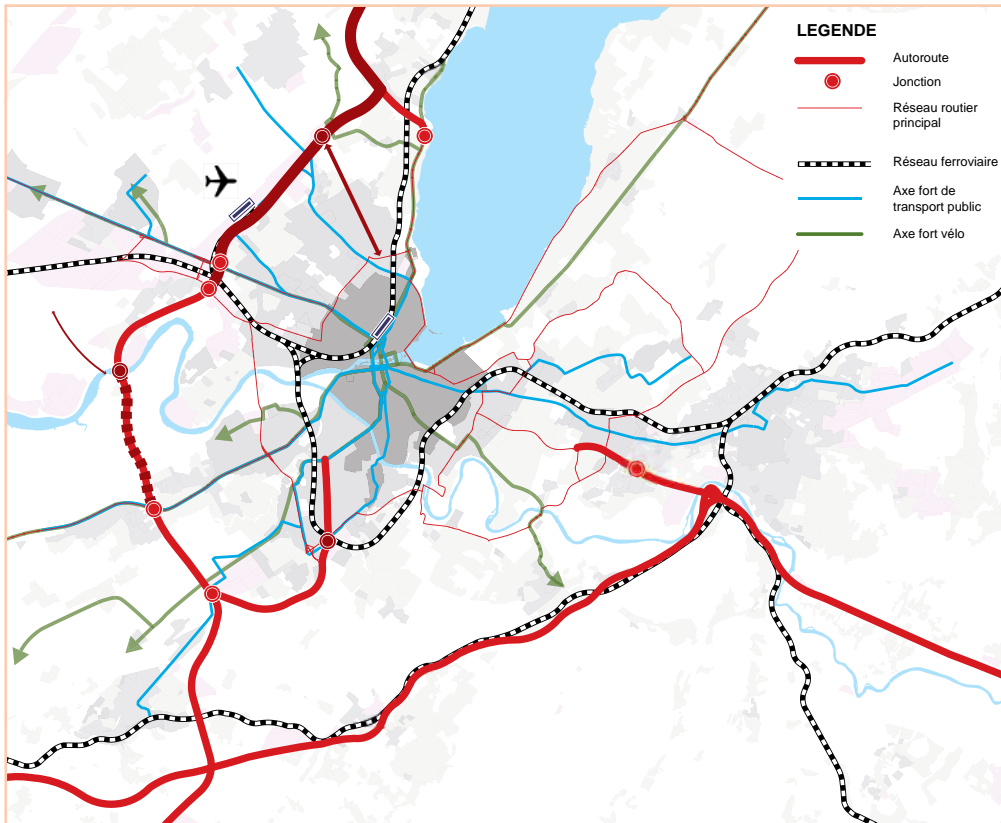 LEGENDE
Autoroute
Jonction
Réseau routier
principal
Réseau ferroviaire
Axe fort de
transport public
Axe fort vélo